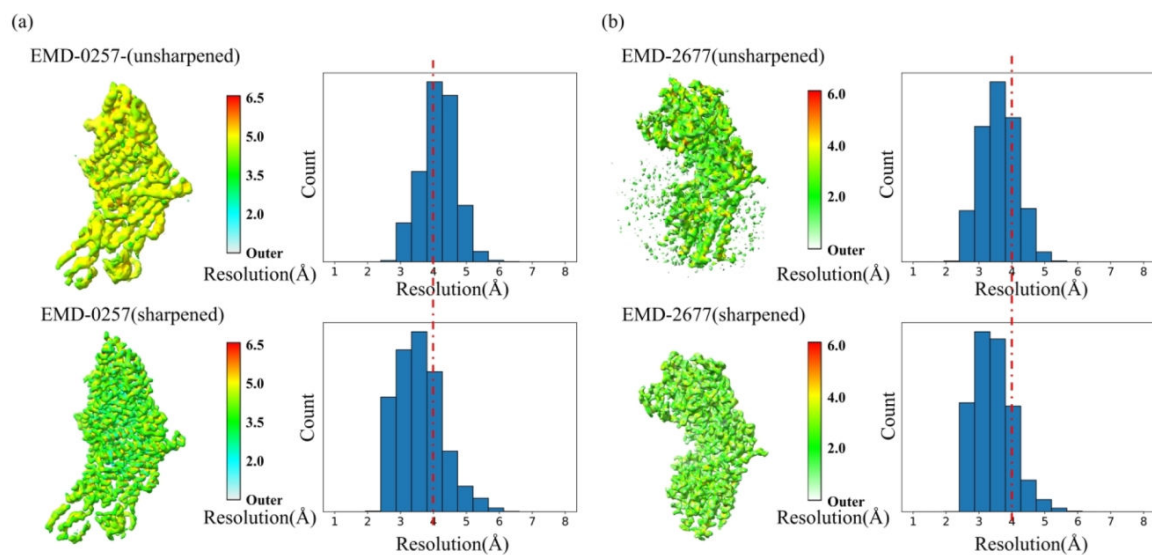 (a)
EMD-0257-(unsharpened)
6.5
5.0
3.5
2.0
Outer
Resolution(Å)
Count
1 2 3 4 5 6 7 8
Resolution(Å)
EMD-0257(sharpened)
6.5
5.0
3.5
2.0
Outer
Resolution(Å)
Count
1 2 3 4 5 6 7 8
Resolution(Å)
(b)
EMD-2677(unsharpened)
6.0
4.0
2.0
Outer
Resolution(Å)
Count
1 2 3 4 5 6 7 8
Resolution(Å)
EMD-2677(sharpened)
6.0
4.0
2.0
Outer
Resolution(Å)
Count
1 2 3 4 5 6 7 8
Resolution(Å)